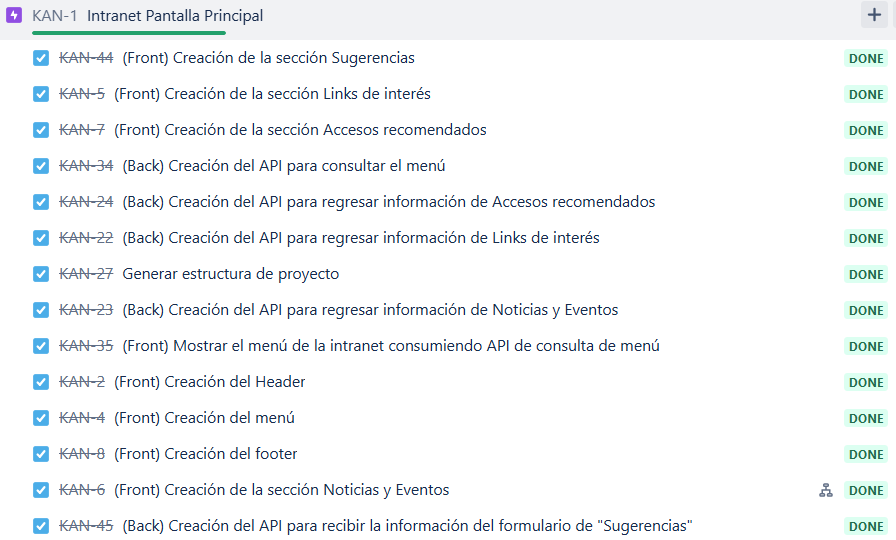 KAN-1 Intranet Pantalla Principal
KAN-44 (Front) Creación de la sección Sugerencias DONE
KAN-5 (Front) Creación de la sección Links de interés DONE
KAN-7 (Front) Creación de la sección Accesos recomendados DONE
KAN-34 (Back) Creación del API para consultar el menú DONE
KAN-24 (Back) Creación del API para regresar información de Accesos recomendados DONE
KAN-22 (Back) Creación del API para regresar información de Links de interés DONE
KAN-27 Generar estructura de proyecto DONE
KAN-23 (Back) Creación del API para regresar información de Noticias y Eventos DONE
KAN-35 (Front) Mostrar el menú de la intranet consumiendo API de consulta de menú DONE
KAN-2 (Front) Creación del Header DONE
KAN-4 (Front) Creación del menú DONE
KAN-8 (Front) Creación del footer DONE
KAN-6 (Front) Creación de la sección Noticias y Eventos DONE
KAN-45 (Back) Creación del API para recibir la información del formulario de "Sugerencias" DONE